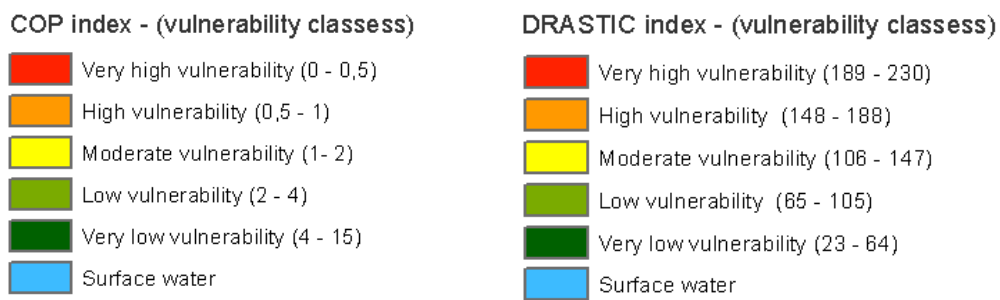 COP index - (vulnerability classess)
Very high vulnerability (0 - 0,5)
High vulnerability (0,5 - 1)
Moderate vulnerability (1- 2)
Low vulnerability (2 - 4)
Very low vulnerability (4 - 15)
Surface water
DRASTIC index - (vulnerability classess)
Very high vulnerability (189 - 230)
High vulnerability (148 - 188)
Moderate vulnerability (106 - 147)
Low vulnerability (65 - 105)
Very low vulnerability (23 - 64)
Surface water